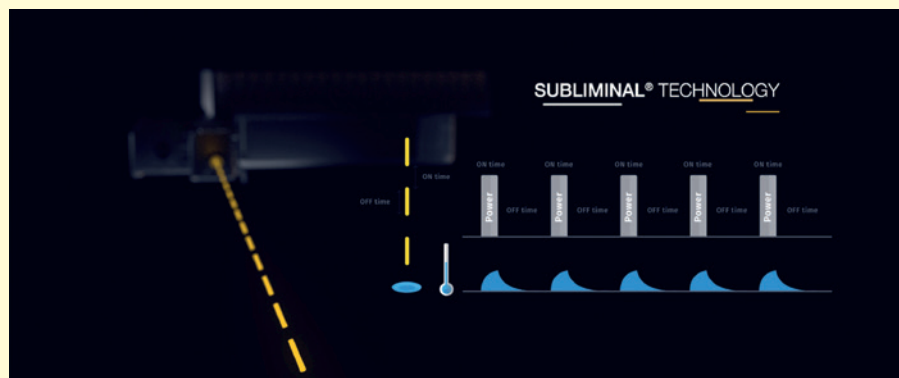 SUBLIMINAL® TECHNOLOGY
ON time
OFF time
ON time ON time ON time ON time ON time
Power Power Power Power Power
OFF time OFF time OFF time OFF time OFF time